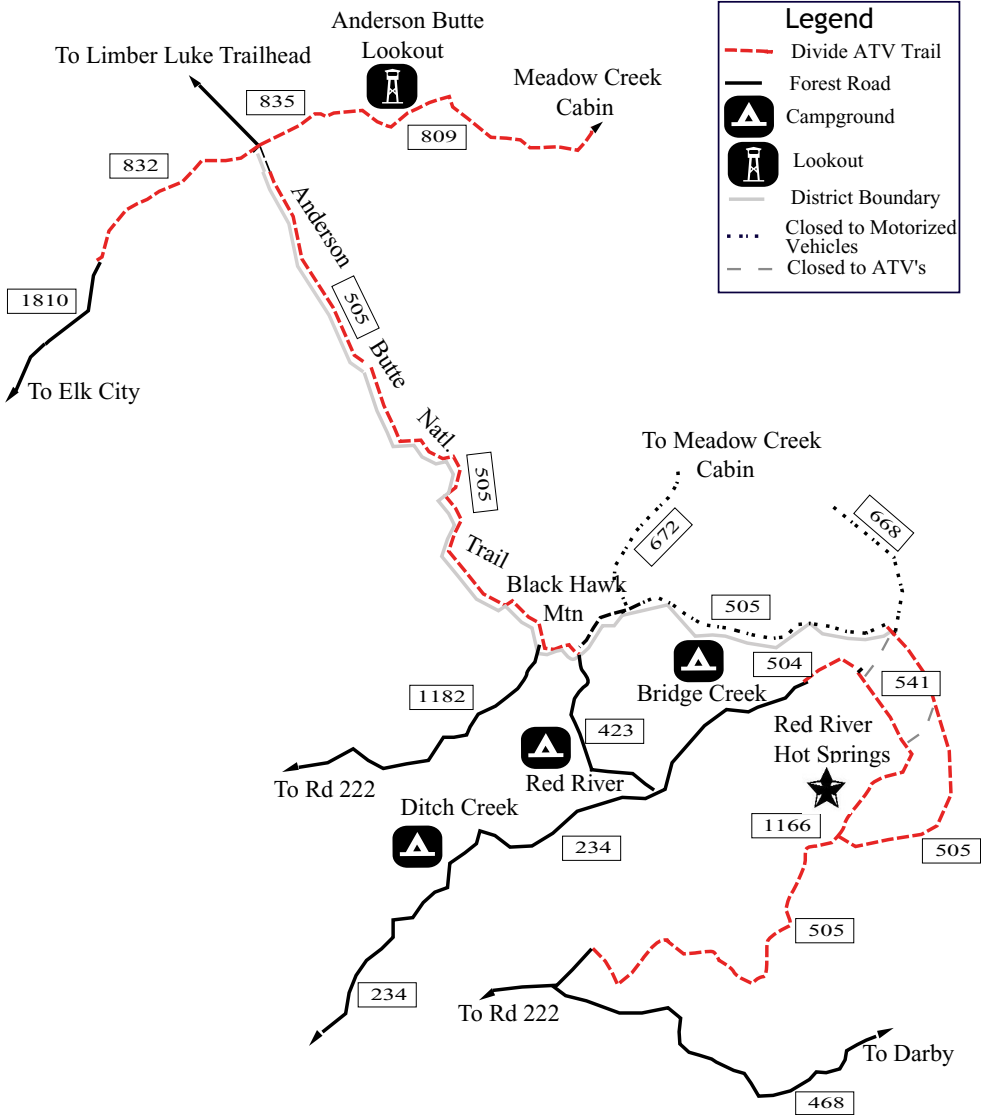 Anderson Butte
Lookout
To Limber Luke Trailhead
Meadow Creek
Cabin
835
809
832
Legend
Divide ATV Trail
Forest Road
Campground
Lookout
District Boundary
Closed to Motorized
Vehicles
Closed to ATV's
1810
To Elk City
Anderson
505
Butte
Natl.
505
Trail
To Meadow Creek
Cabin
672
668
Black Hawk
Mtn
505
504
541
Bridge Creek
1182
423
Red River
Hot Springs
To Rd 222
Red River
Ditch Creek
1166
234
505
505
234
To Rd 222
To Darby
468